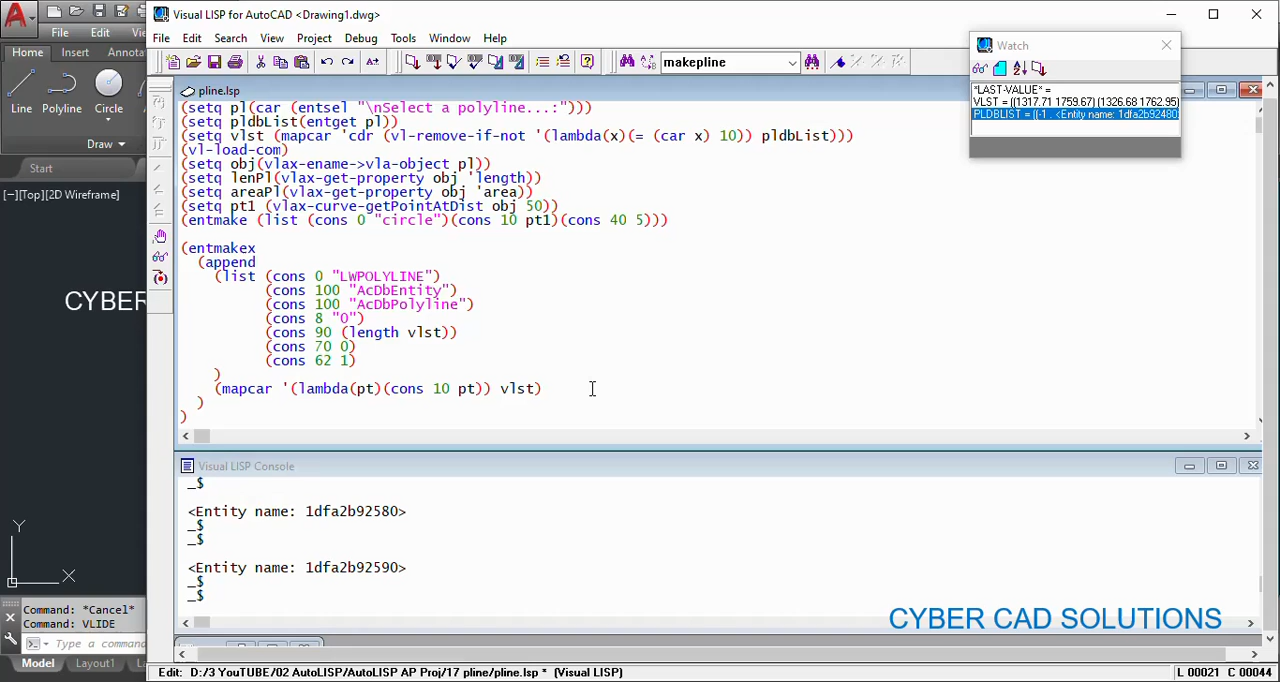 Visual LISP for AutoCAD <Drawing1.dwg>
File Edit V
File Edit Search View Project Debug Tools Window Help
Home Insert Annota
Line Polyline Circle
Draw
Start
[−][Top][2D Wireframe]
makepline
Watch
*LAST-VALUE* =
VLST = ((1317.71 1759.67) (1326.68 1762.95)
PLDBLIST = ((-1 . <Entity name: 1dfa2b92480
pline.lsp
(setq pl(car (entsel "\nSelect a polyline...:")))
(setq pldbList(entget pl))
(setq vlst (mapcar 'cdr (vl-remove-if-not '(lambda(x)(= (car x) 10)) pldbList)))
(vl-load-com)
(setq obj(vlax-ename->vla-object pl))
(setq lenPl(vlax-get-property obj 'length))
(setq areaPl(vlax-get-property obj 'area))
(setq pt1 (vlax-curve-getPointAtDist obj 50))
(entmake (list (cons 0 "circle")(cons 10 pt1)(cons 40 5)))
(entmakex
(append
(list (cons 0 "LWPOLYLINE")
(cons 100 "AcDbEntity")
(cons 100 "AcDbPolyline")
(cons 8 "0")
(cons 90 (length vlst))
(cons 70 0)
(cons 62 1)
)
(mapcar '(lambda(pt)(cons 10 pt)) vlst)
)
)
CYBER
Visual LISP Console
_$
<Entity name: 1dfa2b92580>
_$
_$
<Entity name: 1dfa2b92590>
_$
_$
CYBER CAD SOLUTIONS
Y
X
Command: *Cancel*
Command: VLIDE
Type a comma
Model Layout1
Edit: D:/3 YouTUBE/02 AutoLISP/AutoLISP AP Proj/17 pline/pline.lsp * (Visual LISP)
L 00021 C 00044